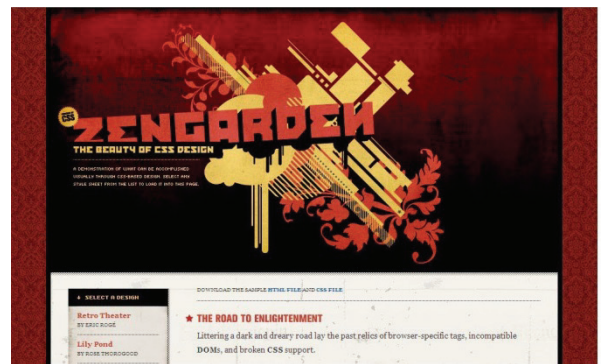 CSS
ZENGARDEN
THE BEAUTY OF CSS DESIGN
A DEMONSTRATION OF WHAT CAN BE ACCOMPLISHED
VISUALLY THROUGH CSS-BASED DESIGN. SELECT ANY
STYLE SHEET FROM THE LIST TO LOAD IT INTO THIS PAGE.
DOWNLOAD THE SAMPLE HTML FILE AND CSS FILE
SELECT A DESIGN
Retro Theater
BY ERIC ROGÉ
Lily Pond
BY ROSE THOROGOOD
THE ROAD TO ENLIGHTENMENT
Littering a dark and dreary road lay the past relics of browser-specific tags, incompatible
DOMs, and broken CSS support.